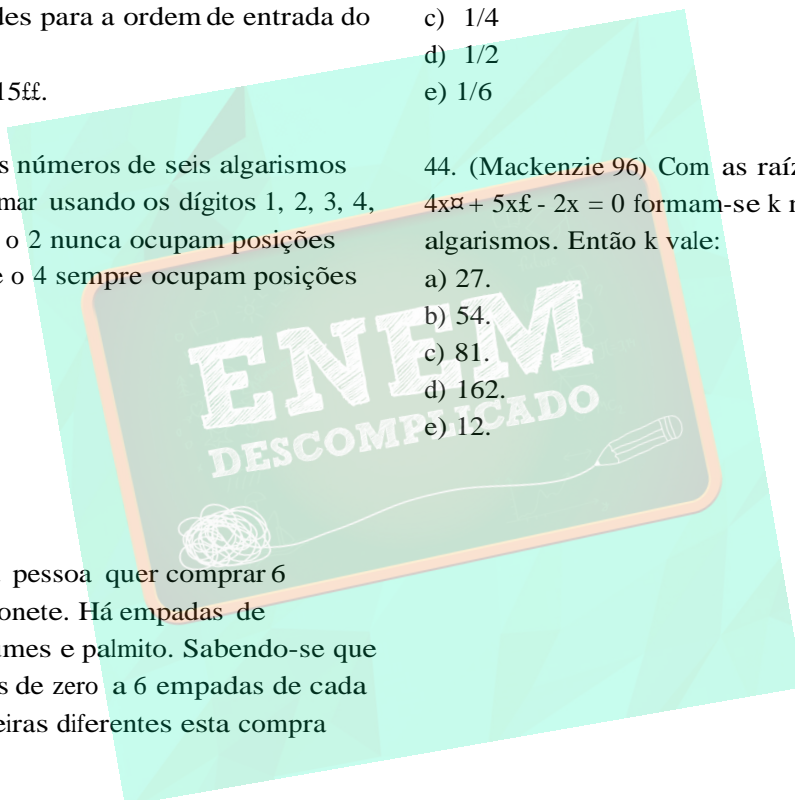 des para a ordem de entrada do
15££.
s números de seis algarismos
mar usando os dígitos 1, 2, 3, 4,
o 2 nunca ocupam posições
e o 4 sempre ocupam posições
pessoa quer comprar 6
onete. Há empadas de
umes e palmito. Sabendo-se que
s de zero a 6 empadas de cada
eiras diferentes esta compra
c) 1/4
d) 1/2
e) 1/6
44. (Mackenzie 96) Com as raíz
4x¤ + 5x£ - 2x = 0 formam-se k n
algarismos. Então k vale:
a) 27.
b) 54.
c) 81.
d) 162.
e) 12.
ENEM
DESCOMPLICADO